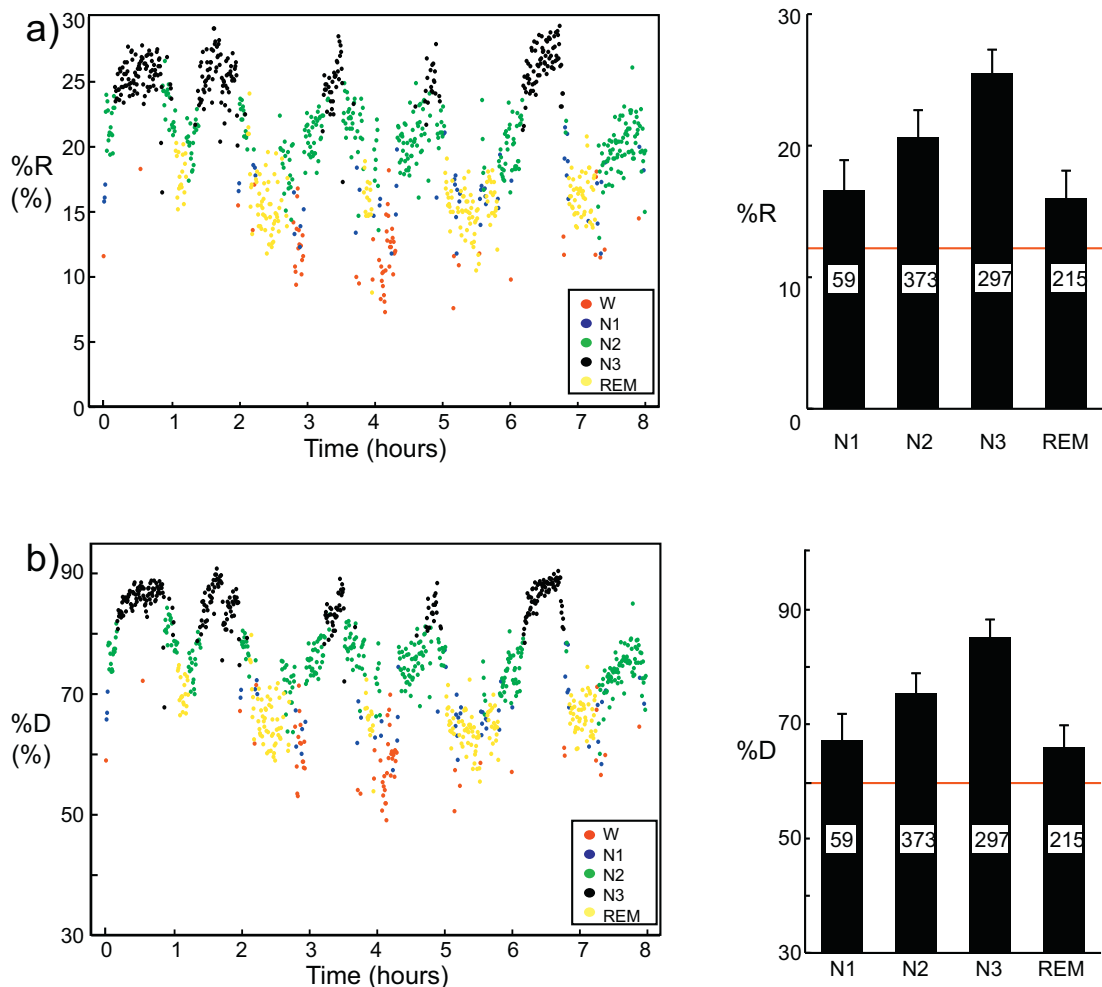 a)
30
25
20
15
10
5
0
%R
(%)
W
N1
N2
N3
REM
0 1 2 3 4 5 6 7 8
Time (hours)
30
20
10
0
%R
59 373 297 215
N1 N2 N3 REM
b)
90
70
50
30
%D
(%)
W
N1
N2
N3
REM
0 1 2 3 4 5 6 7 8
Time (hours)
90
70
50
30
%D
59 373 297 215
N1 N2 N3 REM